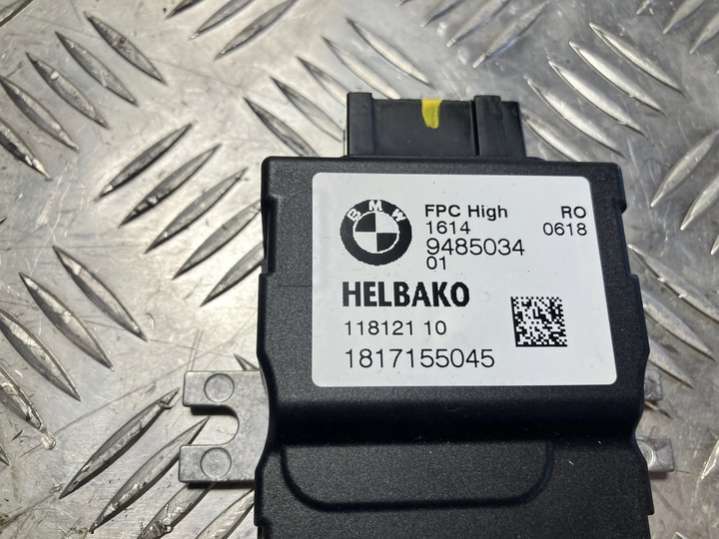 BMW
FPC High RO
1614 0618
9485034
01
HELBAKO
118121 10
1817155045